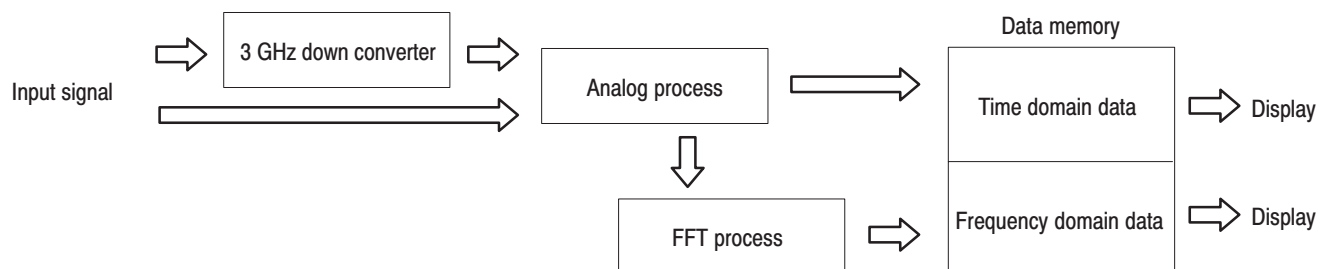 Data memory
3 GHz down converter
Input signal
Analog process
Time domain data
Display
FFT process
Frequency domain data
Display